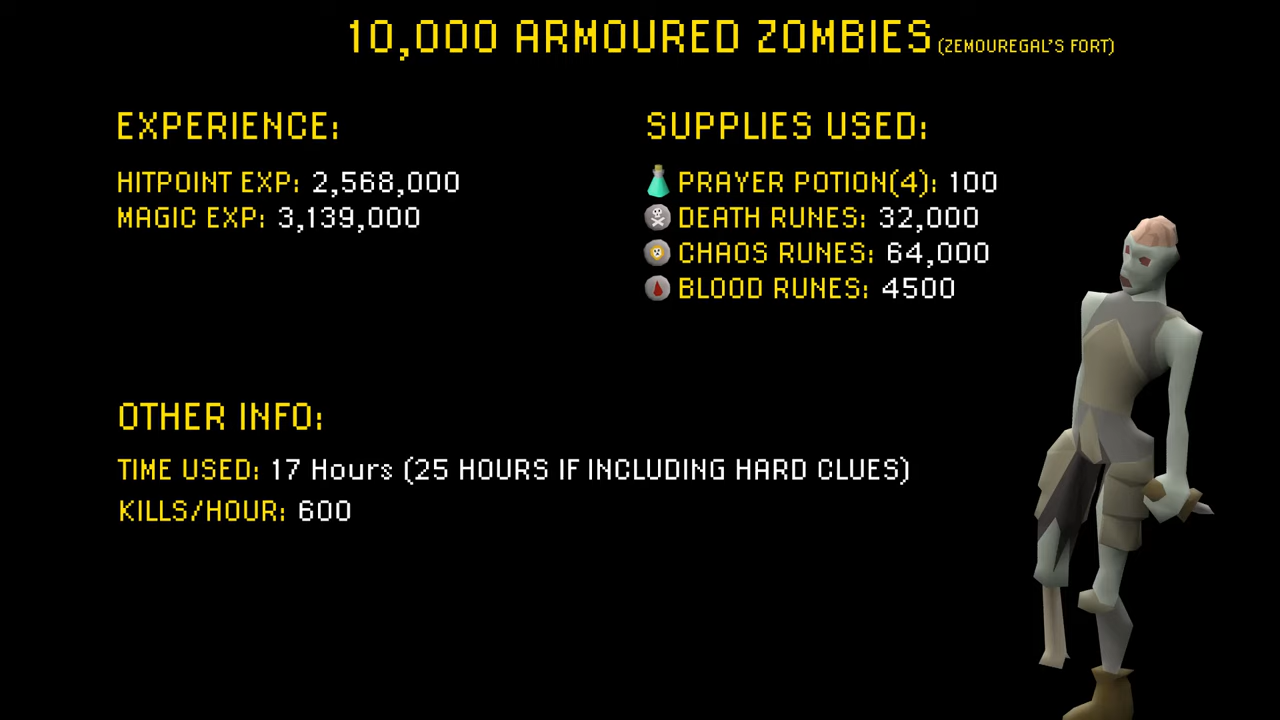 10,000 ARMOURED ZOMBIES (ZEMOUREGAL'S FORT)
EXPERIENCE:
HITPOINT EXP: 2,568,000
MAGIC EXP: 3,139,000
SUPPLIES USED:
PRAYER POTION(4): 100
DEATH RUNES: 32,000
CHAOS RUNES: 64,000
BLOOD RUNES: 4500
OTHER INFO:
TIME USED: 17 Hours (25 HOURS IF INCLUDING HARD CLUES)
KILLS/HOUR: 600